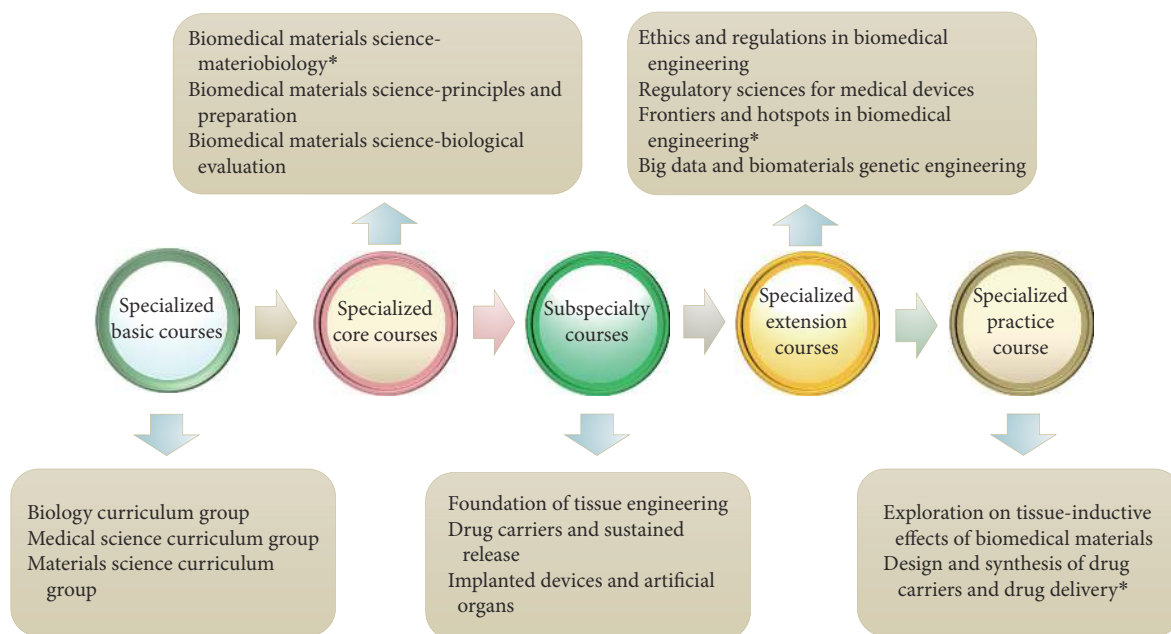 Biomedical materials science-
materiobiology*
Biomedical materials science-principles and
preparation
Biomedical materials science-biological
evaluation
Ethics and regulations in biomedical
engineering
Regulatory sciences for medical devices
Frontiers and hotspots in biomedical
engineering*
Big data and biomaterials genetic engineering
Specialized
basic courses
Specialized
core courses
Subspecialty
courses
Specialized
extension
courses
Specialized
practice
course
Biology curriculum group
Medical science curriculum group
Materials science curriculum
group
Foundation of tissue engineering
Drug carriers and sustained
release
Implanted devices and artificial
organs
Exploration on tissue-inductive
effects of biomedical materials
Design and synthesis of drug
carriers and drug delivery*